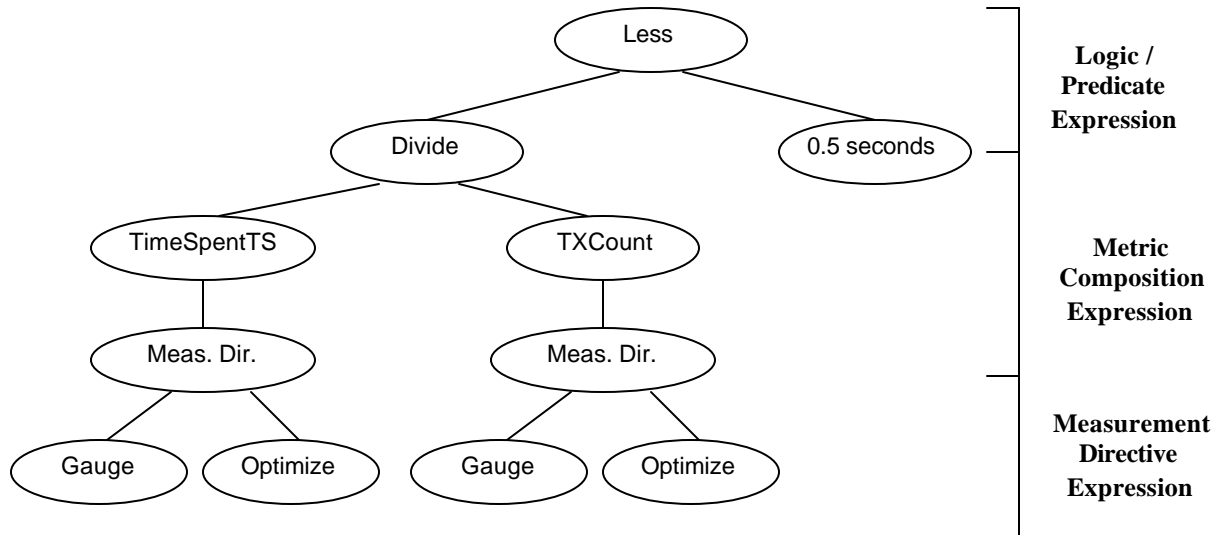 Less
Logic /
Predicate
Expression
Divide
0.5 seconds
TimeSpentTS
TXCount
Metric
Composition
Expression
Meas. Dir.
Meas. Dir.
Measurement
Directive
Expression
Gauge
Optimize
Gauge
Optimize